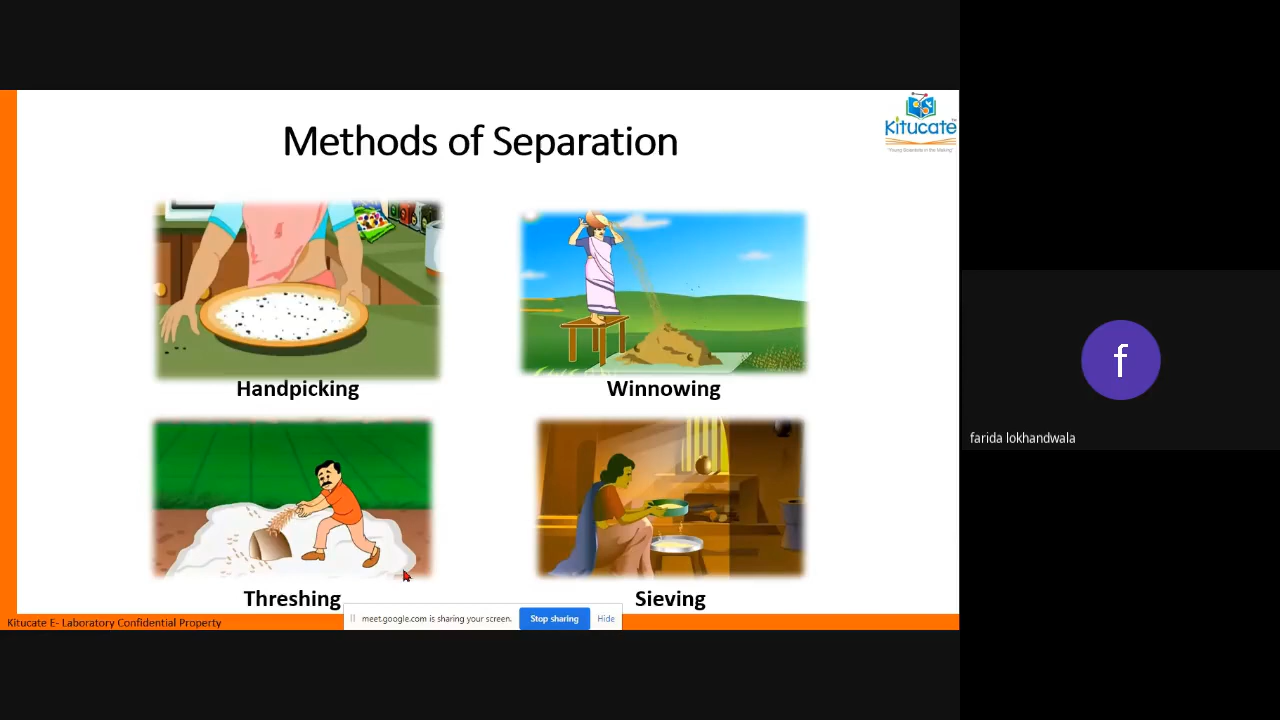 Kitucate
"Young Scientists in the Making"
Methods of Separation
Handpicking
Winnowing
Threshing
Sieving
meet.google.com is sharing your screen.
Stop sharing
Hide
Kitucate E- Laboratory Confidential Property
f
farida lokhandwala